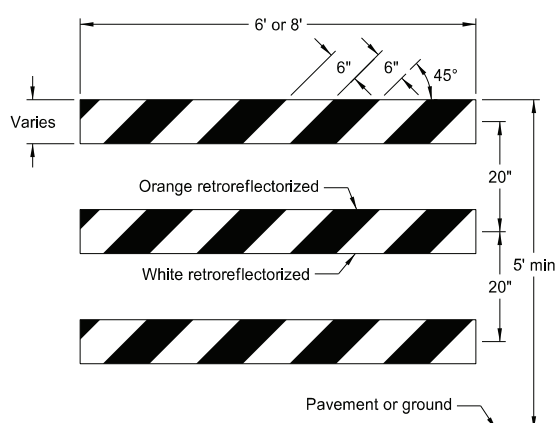 6' or 8'
6"
6"
45°
Varies
20"
Orange retroreflectorized
White retroreflectorized
5' min
20"
Pavement or ground